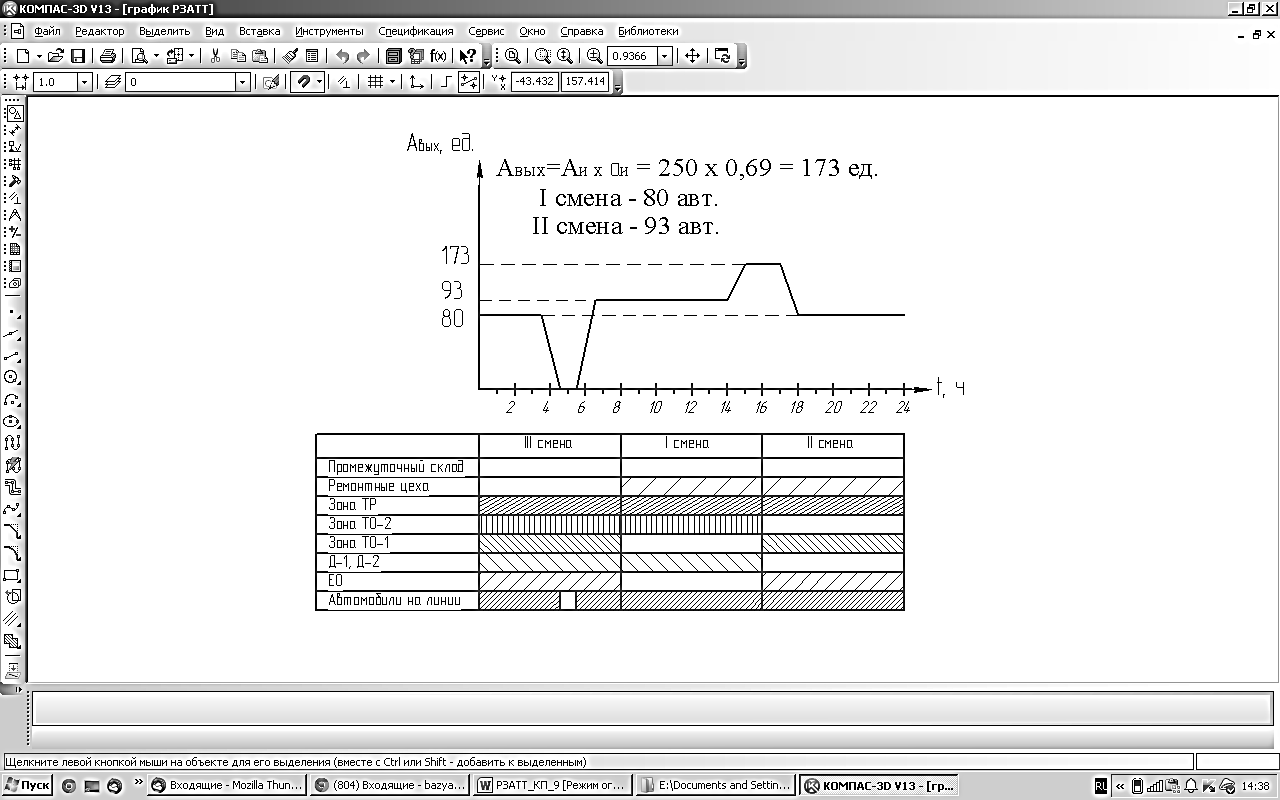 КОМПАС-3D V13 - [график РЗАТТ]
Файл Редактор Выделить Вид Вставка Инструменты Спецификация Сервис Окно Справка Библиотеки
f(x) 0.9366
1.0 0 -43.432 157.414
Aвых, ед.
Aвых=Aи x αи = 250 x 0,69 = 173 ед.
I смена - 80 авт.
II смена - 93 авт.
173
93
80
t, ч
2 4 6 8 10 12 14 16 18 20 22 24
III смена I смена II смена
Промежуточный склад
Ремонтные цеха
Зона ТР
Зона ТО-2
Зона ТО-1
Д-1, Д-2
ЕО
Автомобили на линии
Щелкните левой кнопкой мыши на объекте для его выделения (вместе с Ctrl или Shift - добавить к выделенным)
Пуск » Входящие - Mozilla Thun... (804) Входящие - bazya... РЗАТТ_КП_9 [Режим ог... E:\Documents and Settin... КОМПАС-3D V13 - [гр... RU « 14:38